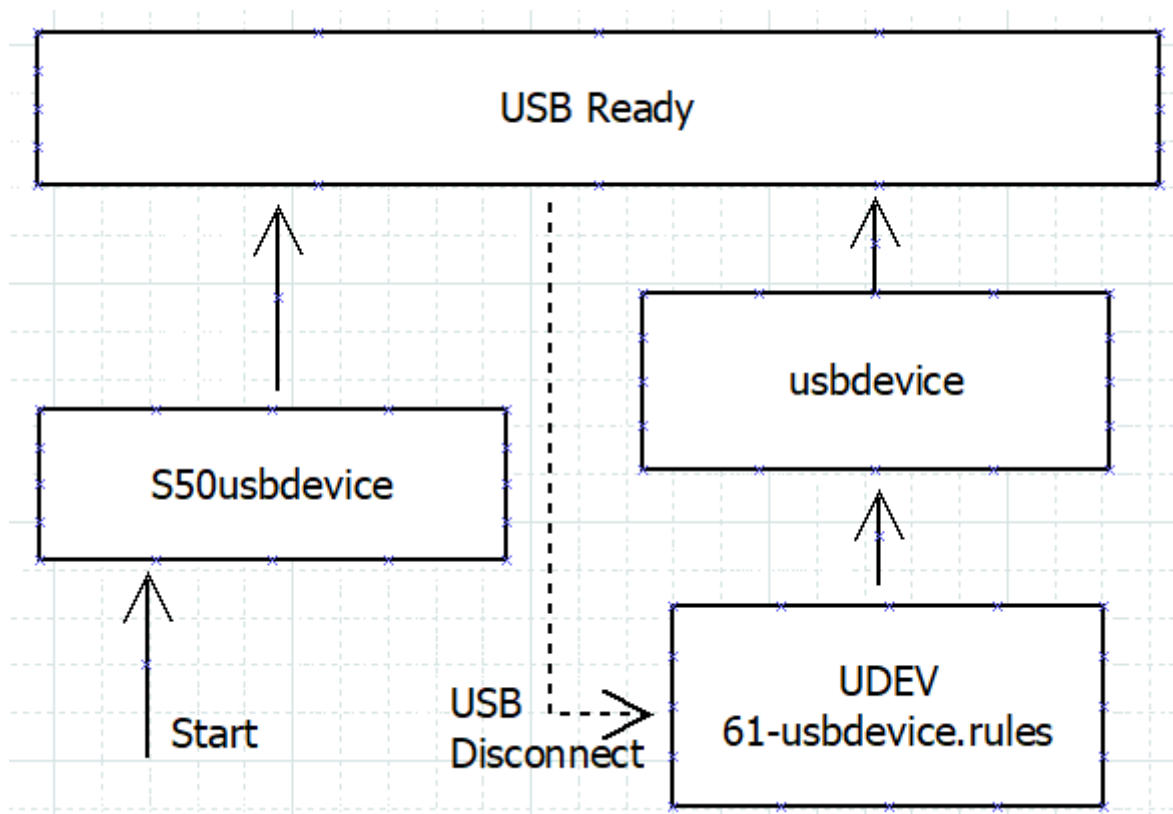 USB Ready
usbdevice
S50usbdevice
UDEV
61-usbdevice.rules
USB
Disconnect
Start